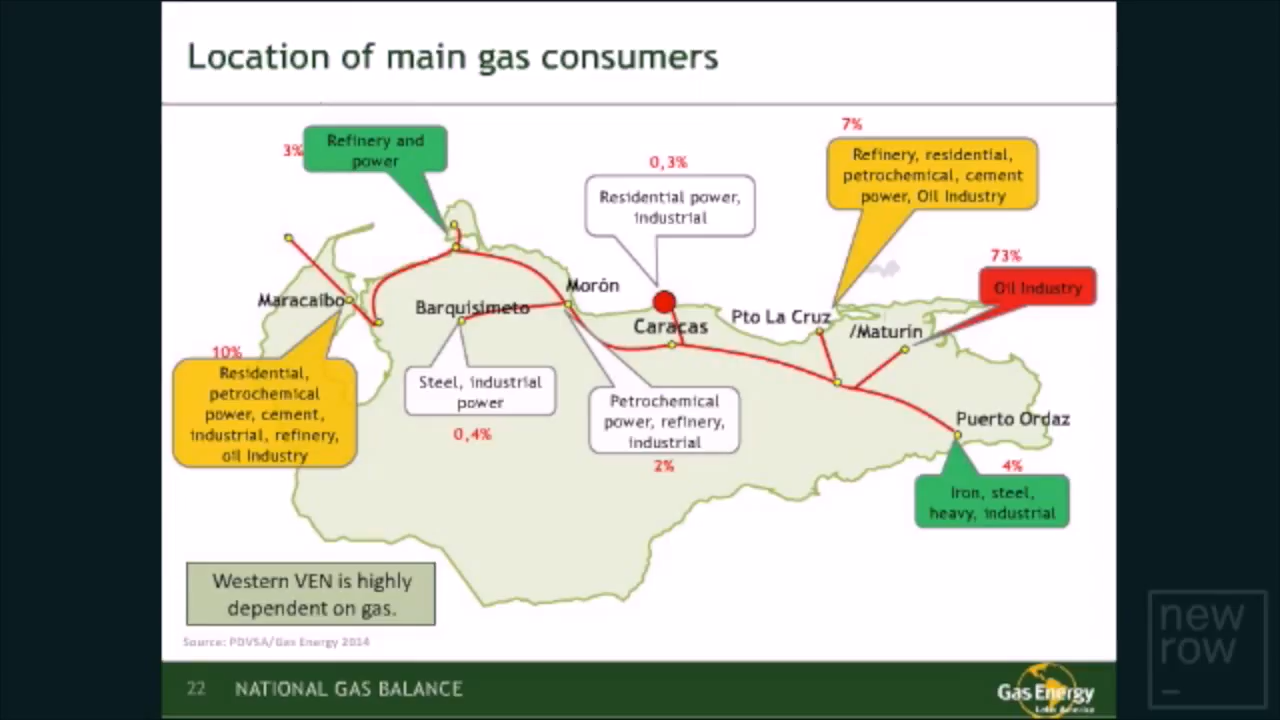 Location of main gas consumers
3%
Refinery and
power
0,3%
Residential power,
industrial
7%
Refinery, residential,
petrochemical, cement
power, Oil Industry
73%
Oil Industry
Maracaibo
Barquisimeto
Morón
Caracas
Pto La Cruz
/Maturín
Puerto Ordaz
10%
Residential,
petrochemical
power, cement,
industrial, refinery,
oil Industry
Steel, industrial
power
0,4%
Petrochemical
power, refinery,
industrial
2%
4%
Iron, steel,
heavy, industrial
Western VEN is highly
dependent on gas.
Source: PDVSA/Gas Energy 2014
22 NATIONAL GAS BALANCE
Gas Energy
Latin America
new
row